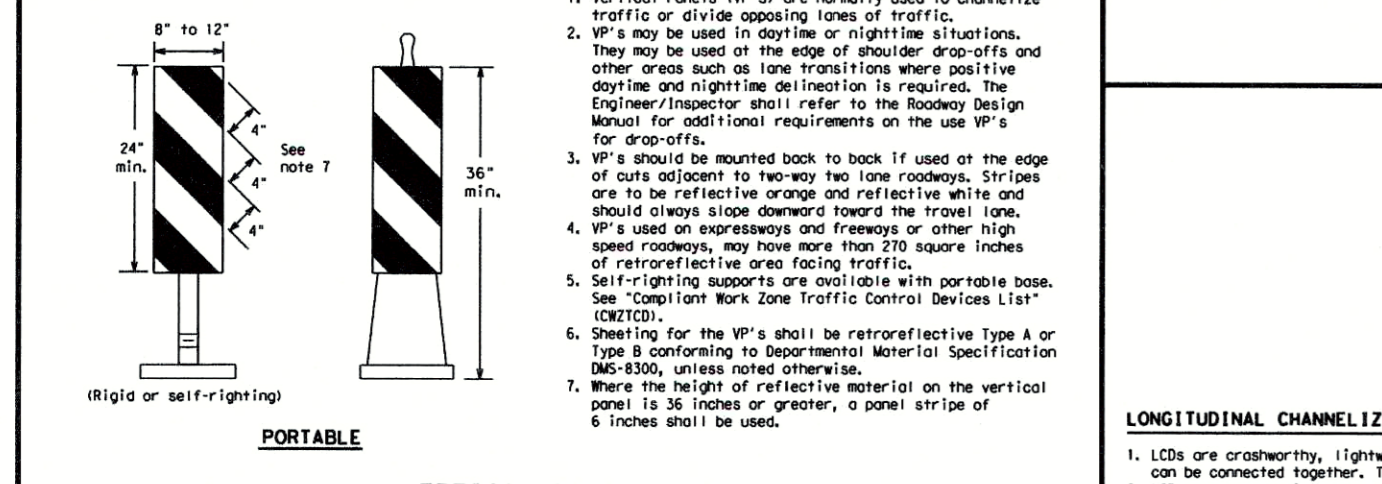 8" to 12"
24"
min.
4"
4"
4"
See
note 7
36"
min.
(Rigid or self-righting)
PORTABLE
traffic or divide opposing lanes of traffic.
2. VP's may be used in daytime or nighttime situations.
They may be used at the edge of shoulder drop-offs and
other areas such as lane transitions where positive
daytime and nighttime delineation is required. The
Engineer/Inspector shall refer to the Roadway Design
Manual for additional requirements on the use VP's
for drop-offs.
3. VP's should be mounted back to back if used at the edge
of cuts adjacent to two-way two lane roadways. Stripes
are to be reflective orange and reflective white and
should always slope downward toward the travel lane.
4. VP's used on expressways and freeways or other high
speed roadways, may have more than 270 square inches
of retroreflective area facing traffic.
5. Self-righting supports are available with portable base.
See "Compliant Work Zone Traffic Control Devices List"
(CWZTCD).
6. Sheeting for the VP's shall be retroreflective Type A or
Type B conforming to Departmental Material Specification
DMS-8300, unless noted otherwise.
7. Where the height of reflective material on the vertical
panel is 36 inches or greater, a panel stripe of
6 inches shall be used.
LONGITUDINAL CHANNELIZ
1. LCDs are crashworthy, lightw
can be connected together. T